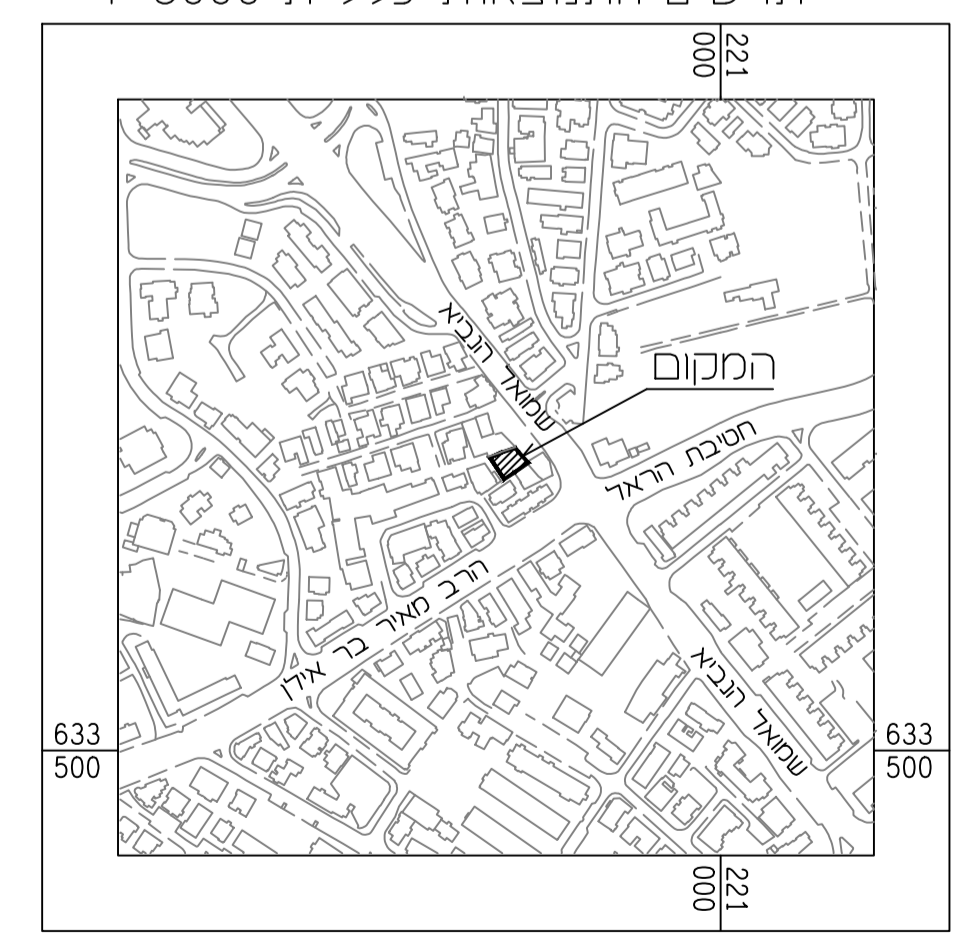 221
000
שמואל הנביא
המקום
חטיבת הראל
הרב מאיר בר אילן
שמואל הנביא
633
500
633
500
221
000